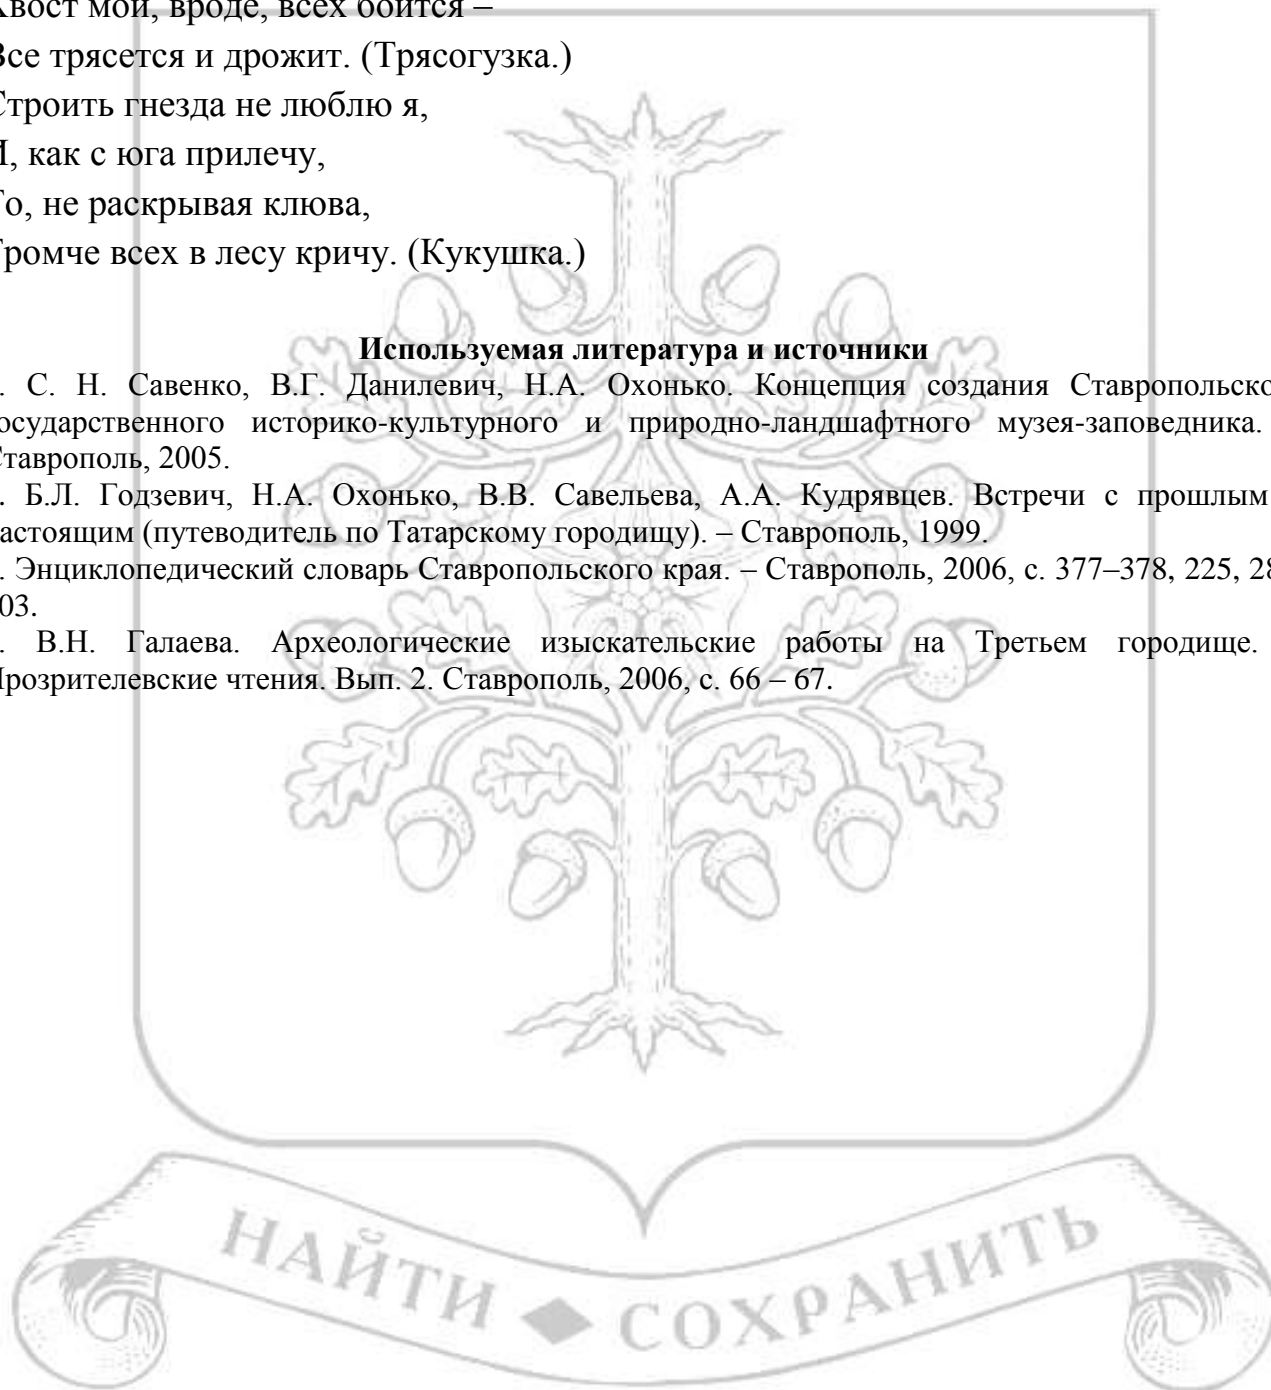 Хвост мой, вроде, всех боится –
Все трясется и дрожит. (Трясогузка.)
Строить гнезда не люблю я,
И, как с юга прилечу,
То, не раскрывая клюва,
Громче всех в лесу кричу. (Кукушка.)
Используемая литература и источники
. С. Н. Савенко, В.Г. Данилевич, Н.А. Охонько. Концепция создания Ставропольско
осударственного историко-культурного и природно-ландшафтного музея-заповедника.
Ставрополь, 2005.
. Б.Л. Годзевич, Н.А. Охонько, В.В. Савельева, А.А. Кудрявцев. Встречи с прошлым
настоящим (путеводитель по Татарскому городищу). – Ставрополь, 1999.
. Энциклопедический словарь Ставропольского края. – Ставрополь, 2006, с. 377–378, 225, 28
03.
. В.Н. Галаева. Археологические изыскательские работы на Третьем городище.
Прозрителевские чтения. Вып. 2. Ставрополь, 2006, с. 66 – 67.
НАЙТИ ◆ СОХРАНИТЬ